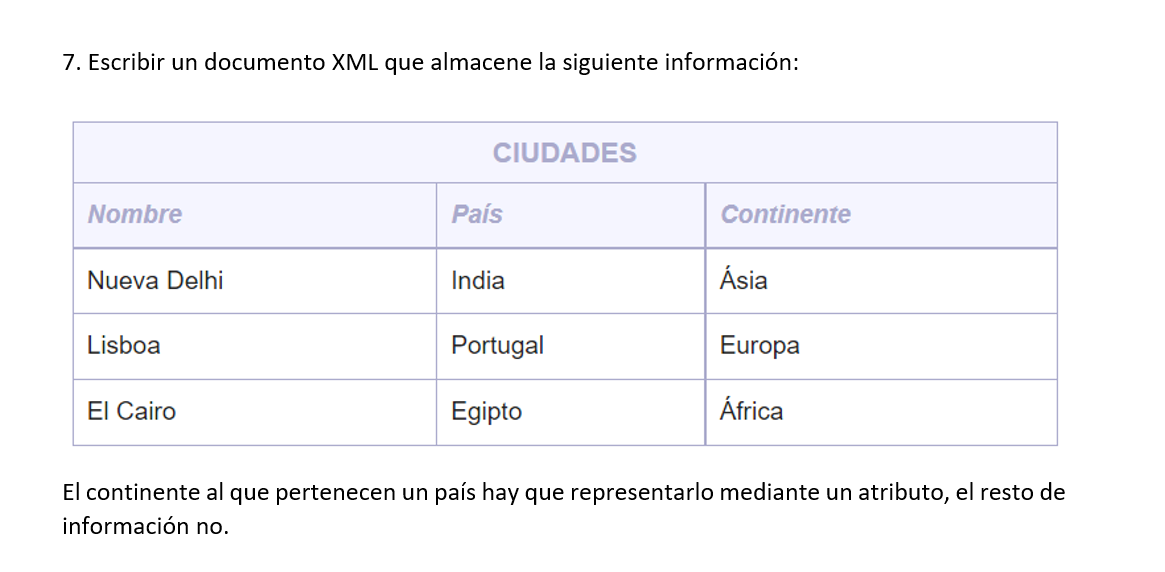 7. Escribir un documento XML que almacene la siguiente información:
CIUDADES
Nombre País Continente
Nueva Delhi India Ásia
Lisboa Portugal Europa
El Cairo Egipto África
El continente al que pertenecen un país hay que representarlo mediante un atributo, el resto de
información no.